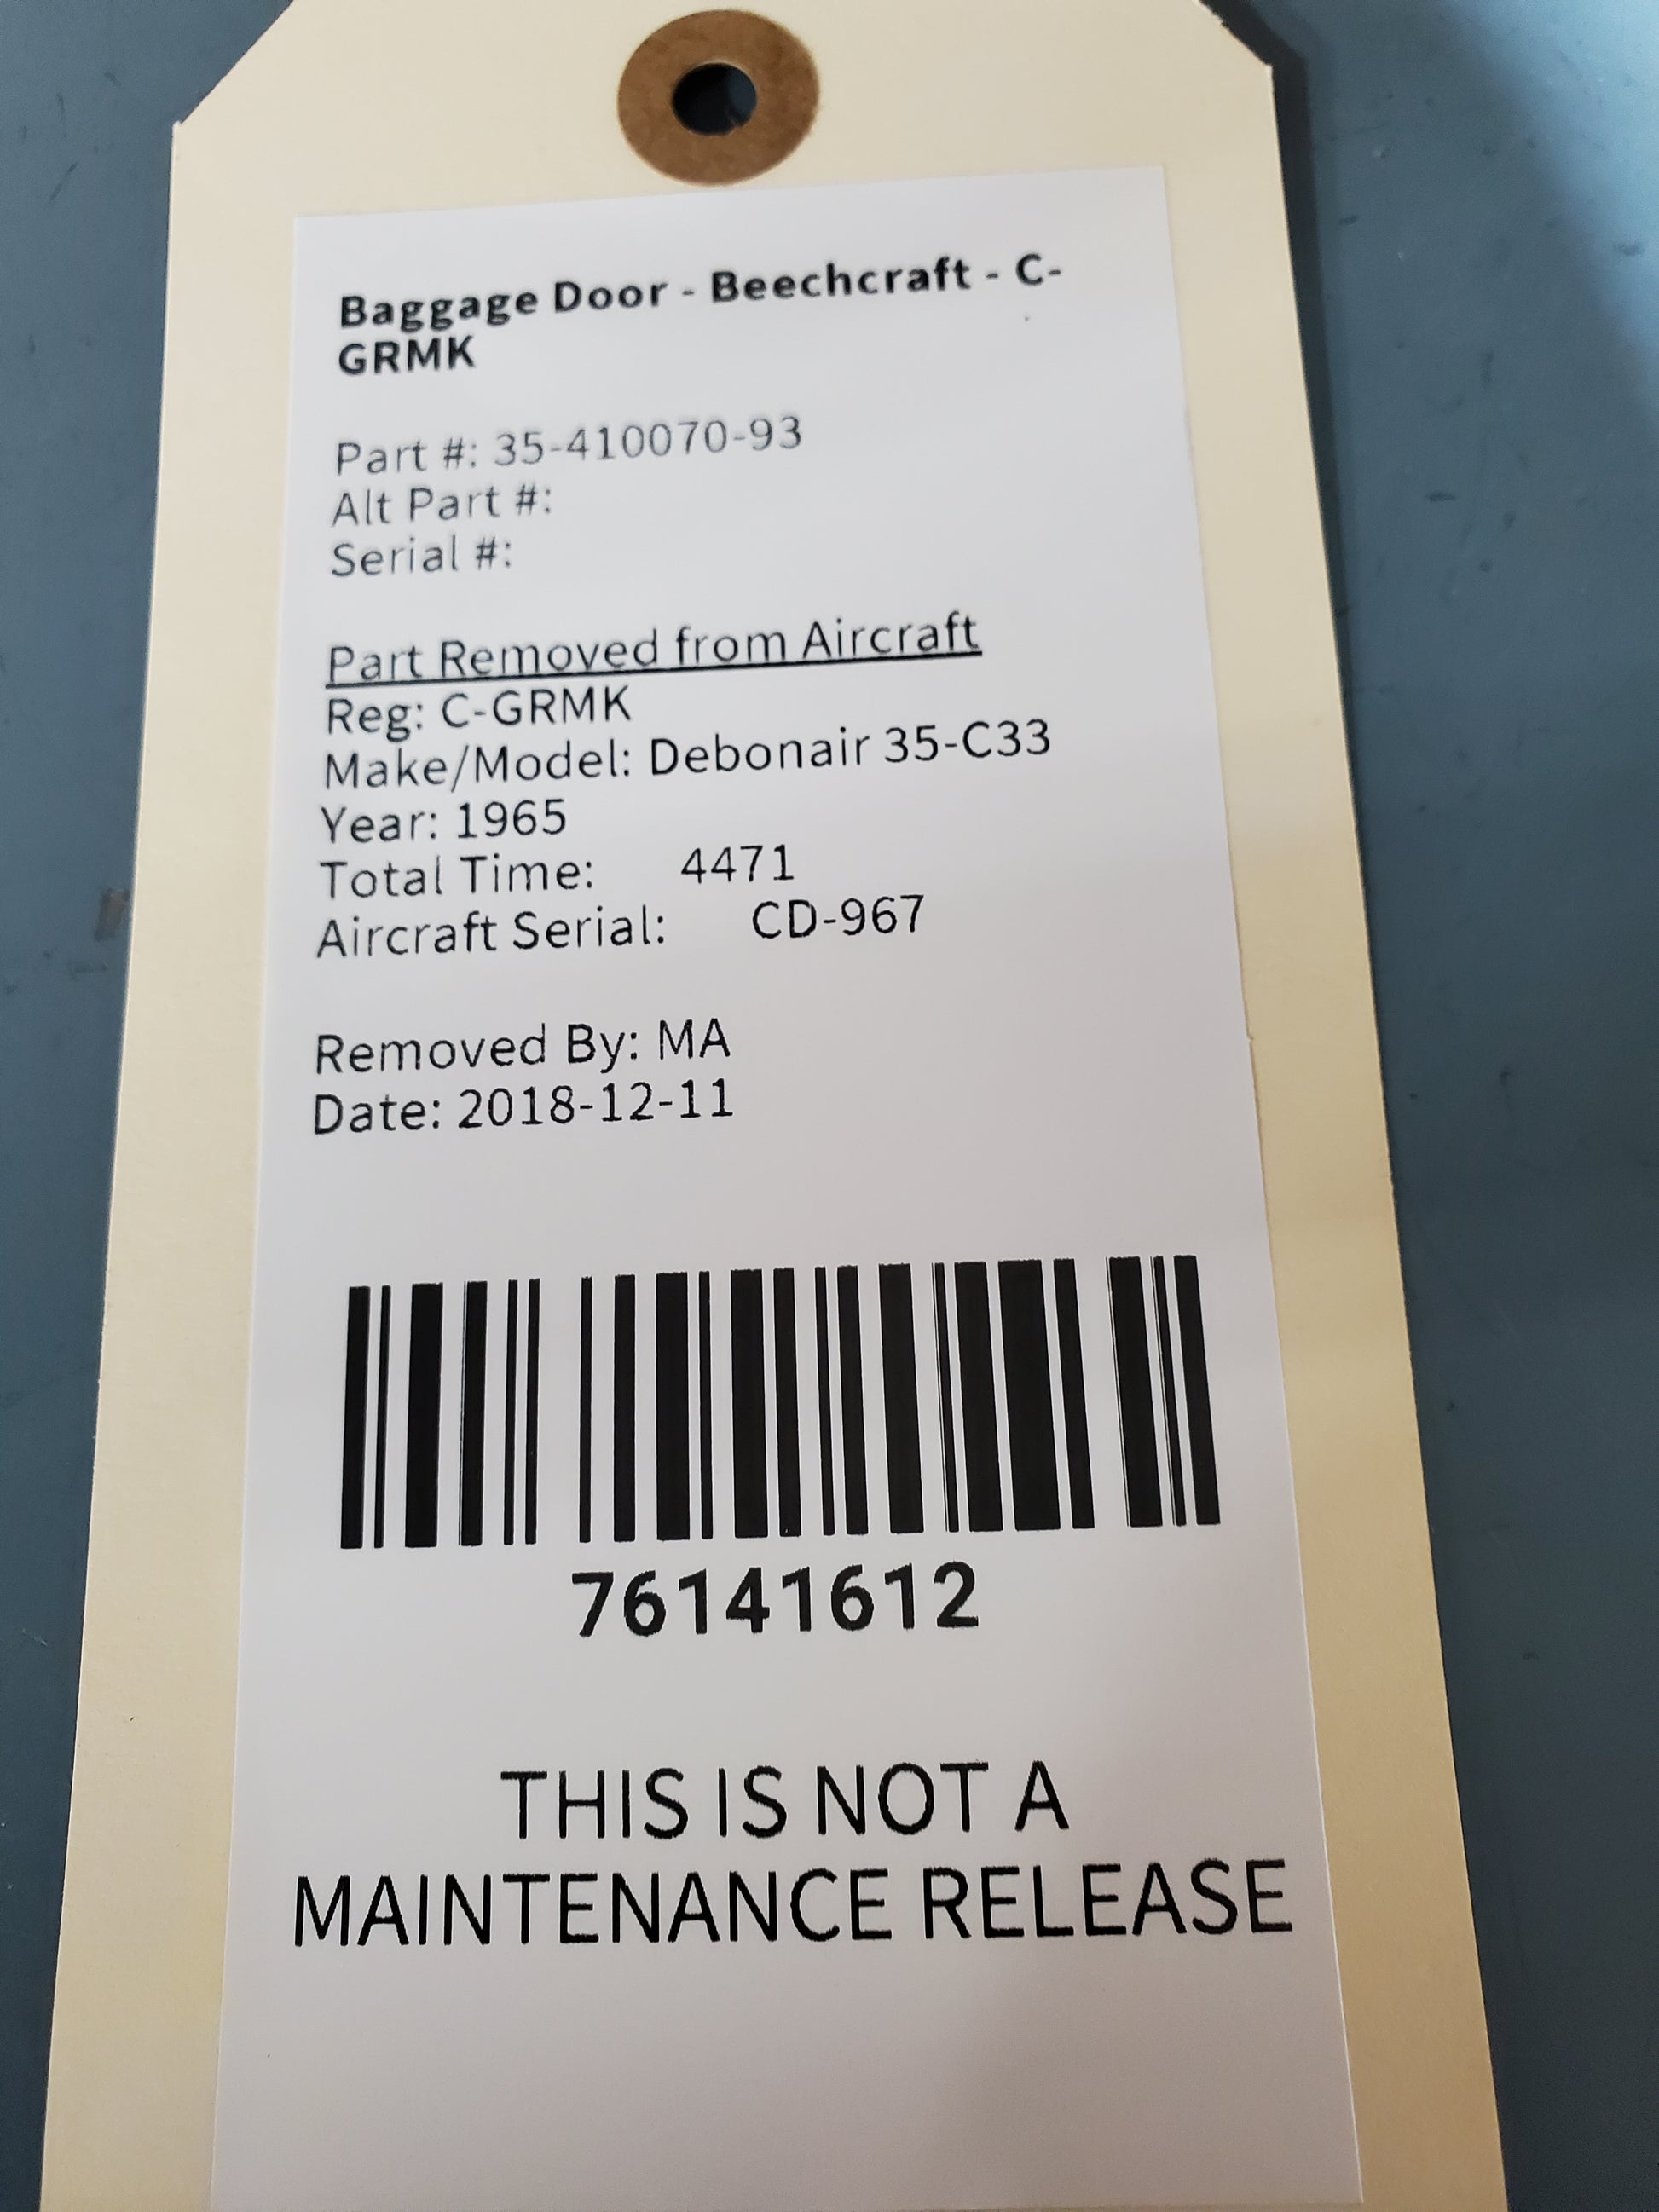 Baggage Door - Beechcraft - C-
GRMK
Part #: 35-410070-93
Alt Part #:
Serial #:
Part Removed from Aircraft
Reg: C-GRMK
Make/Model: Debonair 35-C33
Year: 1965
Total Time: 4471
Aircraft Serial: CD-967
Removed By: MA
Date: 2018-12-11
76141612
THIS IS NOT A
MAINTENANCE RELEASE